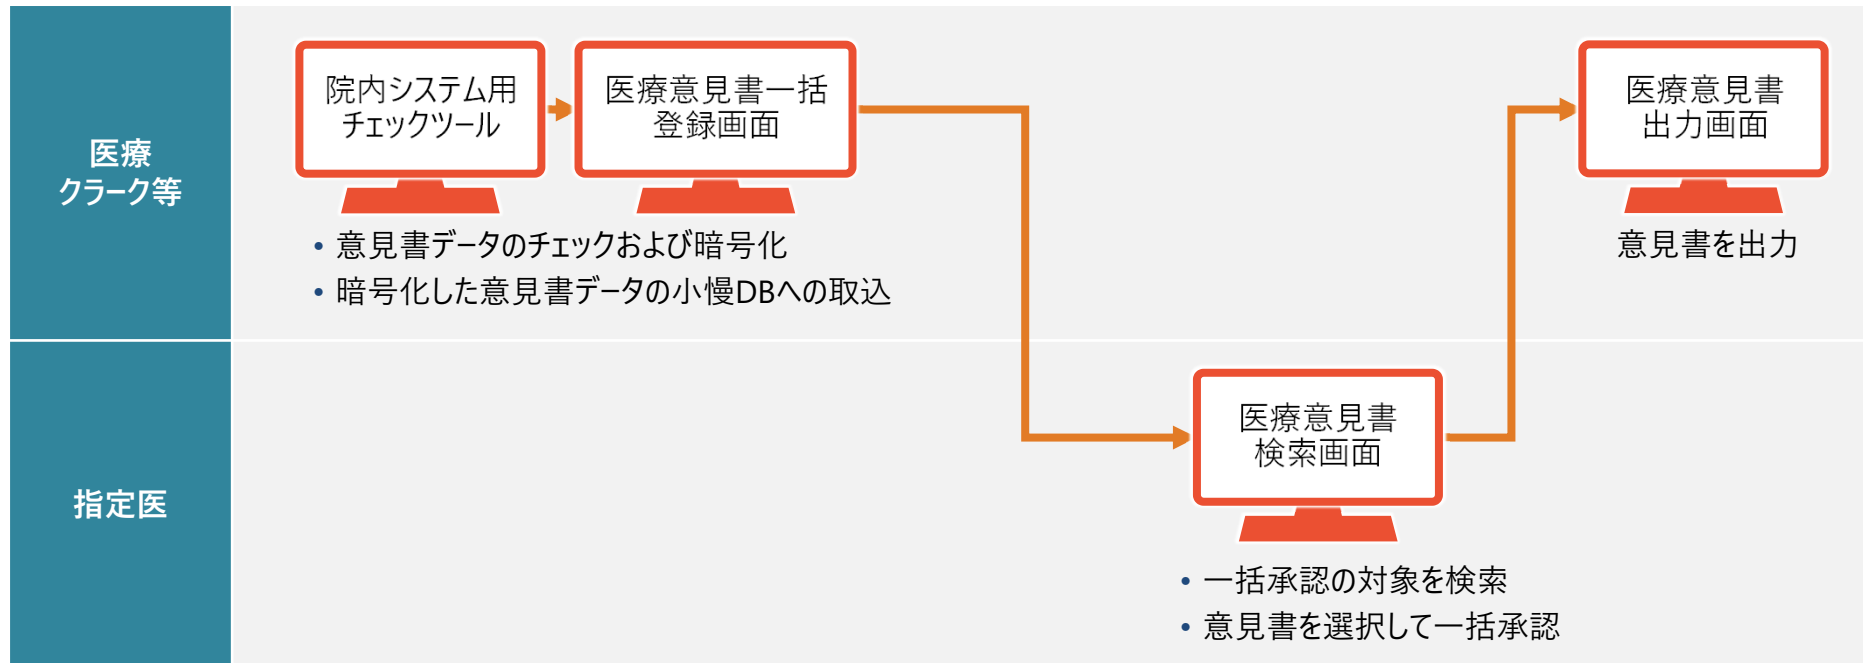 医療
クラーク等
院内システム用
チェックツール
医療意見書一括
登録画面
• 意見書データのチェックおよび暗号化
• 暗号化した意見書データの小慢DBへの取込
医療意見書
出力画面
意見書を出力
指定医
医療意見書
検索画面
• 一括承認の対象を検索
• 意見書を選択して一括承認